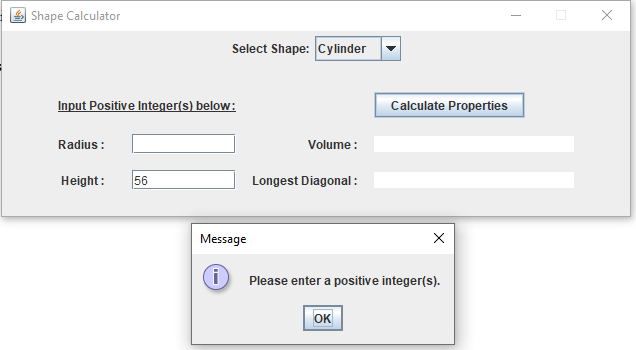 Shape Calculator
Select Shape: Cylinder
Input Positive Integer(s) below:
Calculate Properties
Radius :
Volume :
Height : 56
Longest Diagonal :
Message
i
Please enter a positive integer(s).
OK